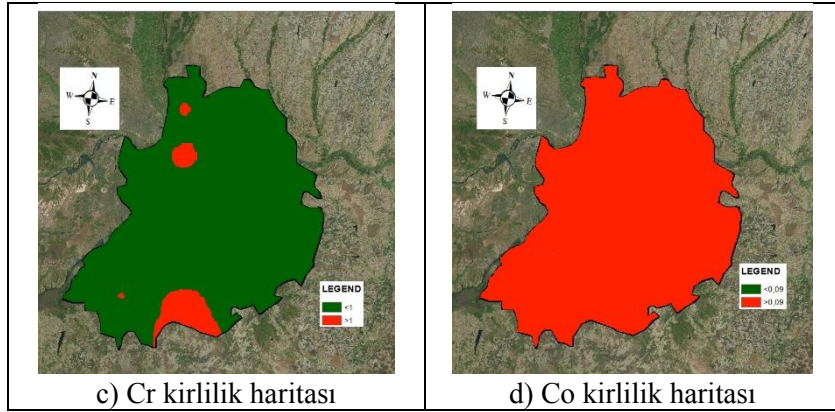 N
W E
S
LEGEND
<1
>1
c) Cr kirlilik haritası
N
W E
S
LEGEND
<0,09
>0,09
d) Co kirlilik haritası